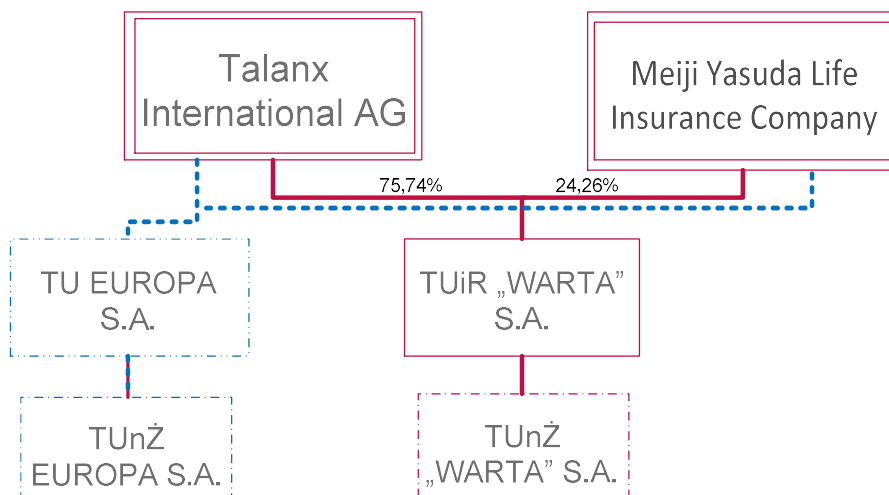 Talanx
International AG
Meiji Yasuda Life
Insurance Company
75,74%
24,26%
TU EUROPA
S.A.
TUiR „WARTA”
S.A.
TUnŻ
EUROPA S.A.
TUnŻ
„WARTA” S.A.